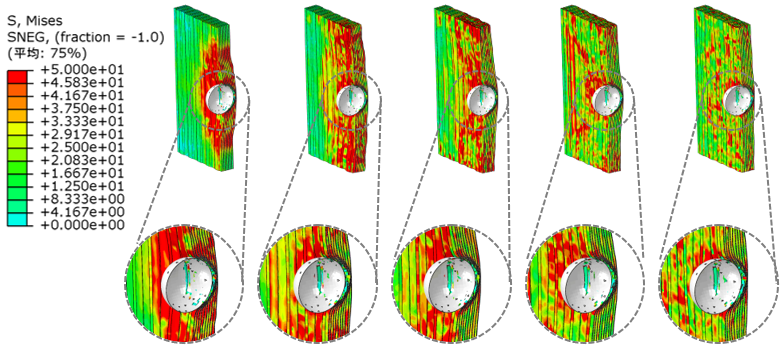 S, Mises
SNEG, (fraction = -1.0)
(平均: 75%)
+5.000e+01
+4.583e+01
+4.167e+01
+3.750e+01
+3.333e+01
+2.917e+01
+2.500e+01
+2.083e+01
+1.667e+01
+1.250e+01
+8.333e+00
+4.167e+00
+0.000e+00